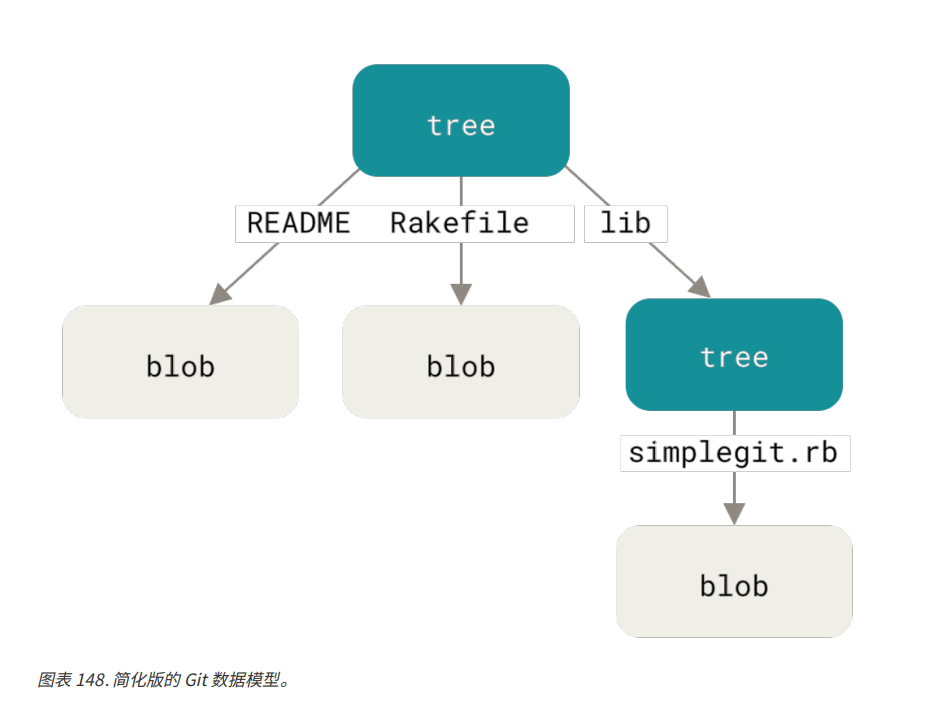 tree
README Rakefile lib
blob blob tree
simplegit.rb
blob
图表 148. 简化版的 Git 数据模型。